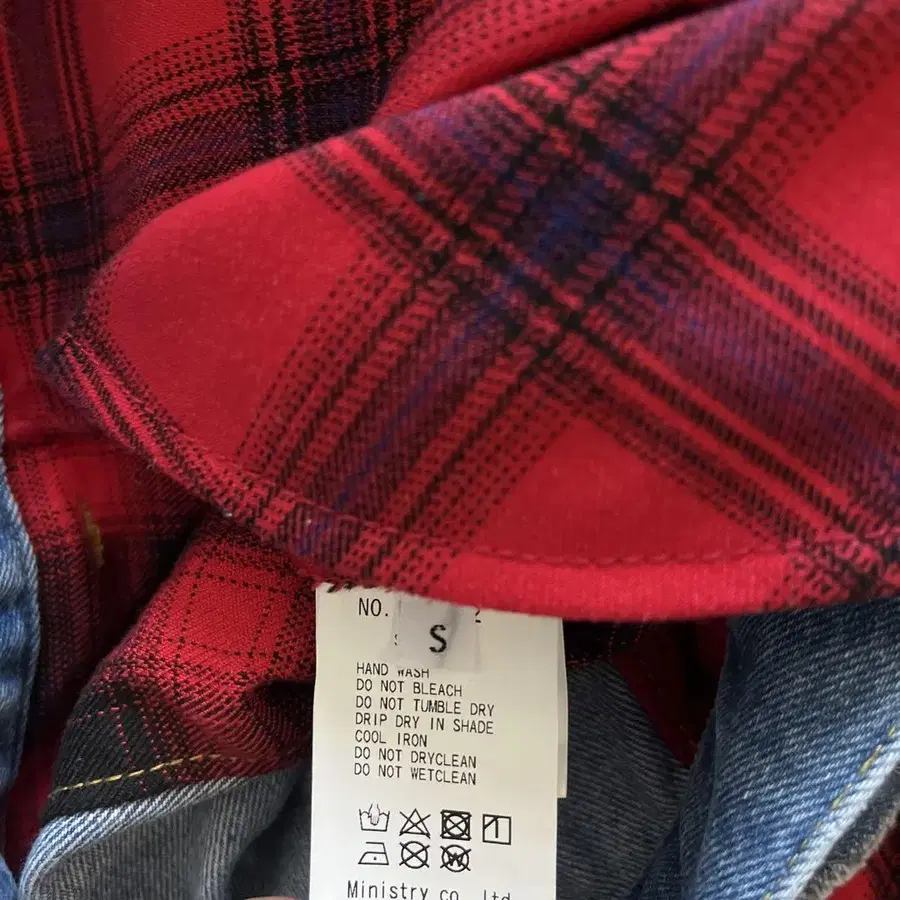 NO.
S
HAND WASH
DO NOT BLEACH
DO NOT TUMBLE DRY
DRIP DRY IN SHADE
COOL IRON
DO NOT DRYCLEAN
DO NOT WETCLEAN
W
Ministry co. ltd